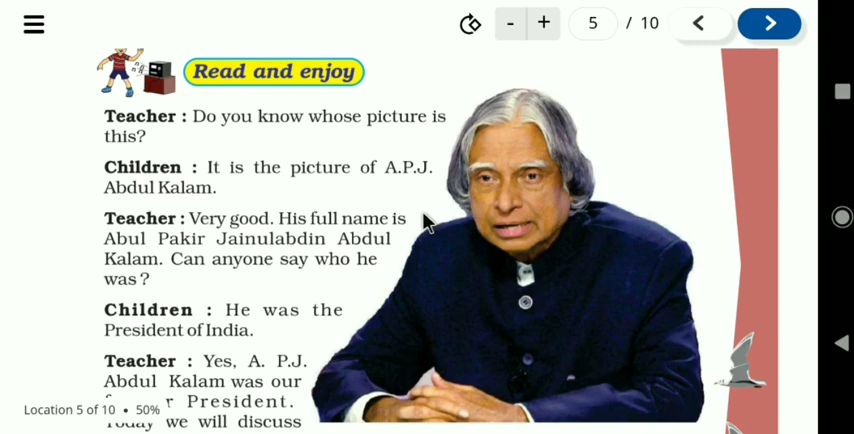 5 / 10
- +
Read and enjoy
Teacher : Do you know whose picture is
this?
Children : It is the picture of A.P.J.
Abdul Kalam.
Teacher : Very good. His full name is
Abul Pakir Jainulabdin Abdul
Kalam. Can anyone say who he
was ?
Children : He was the
President of India.
Teacher : Yes, A. P.J.
Abdul Kalam was our
President.
Location 5 of 10 • 50%
we will discuss